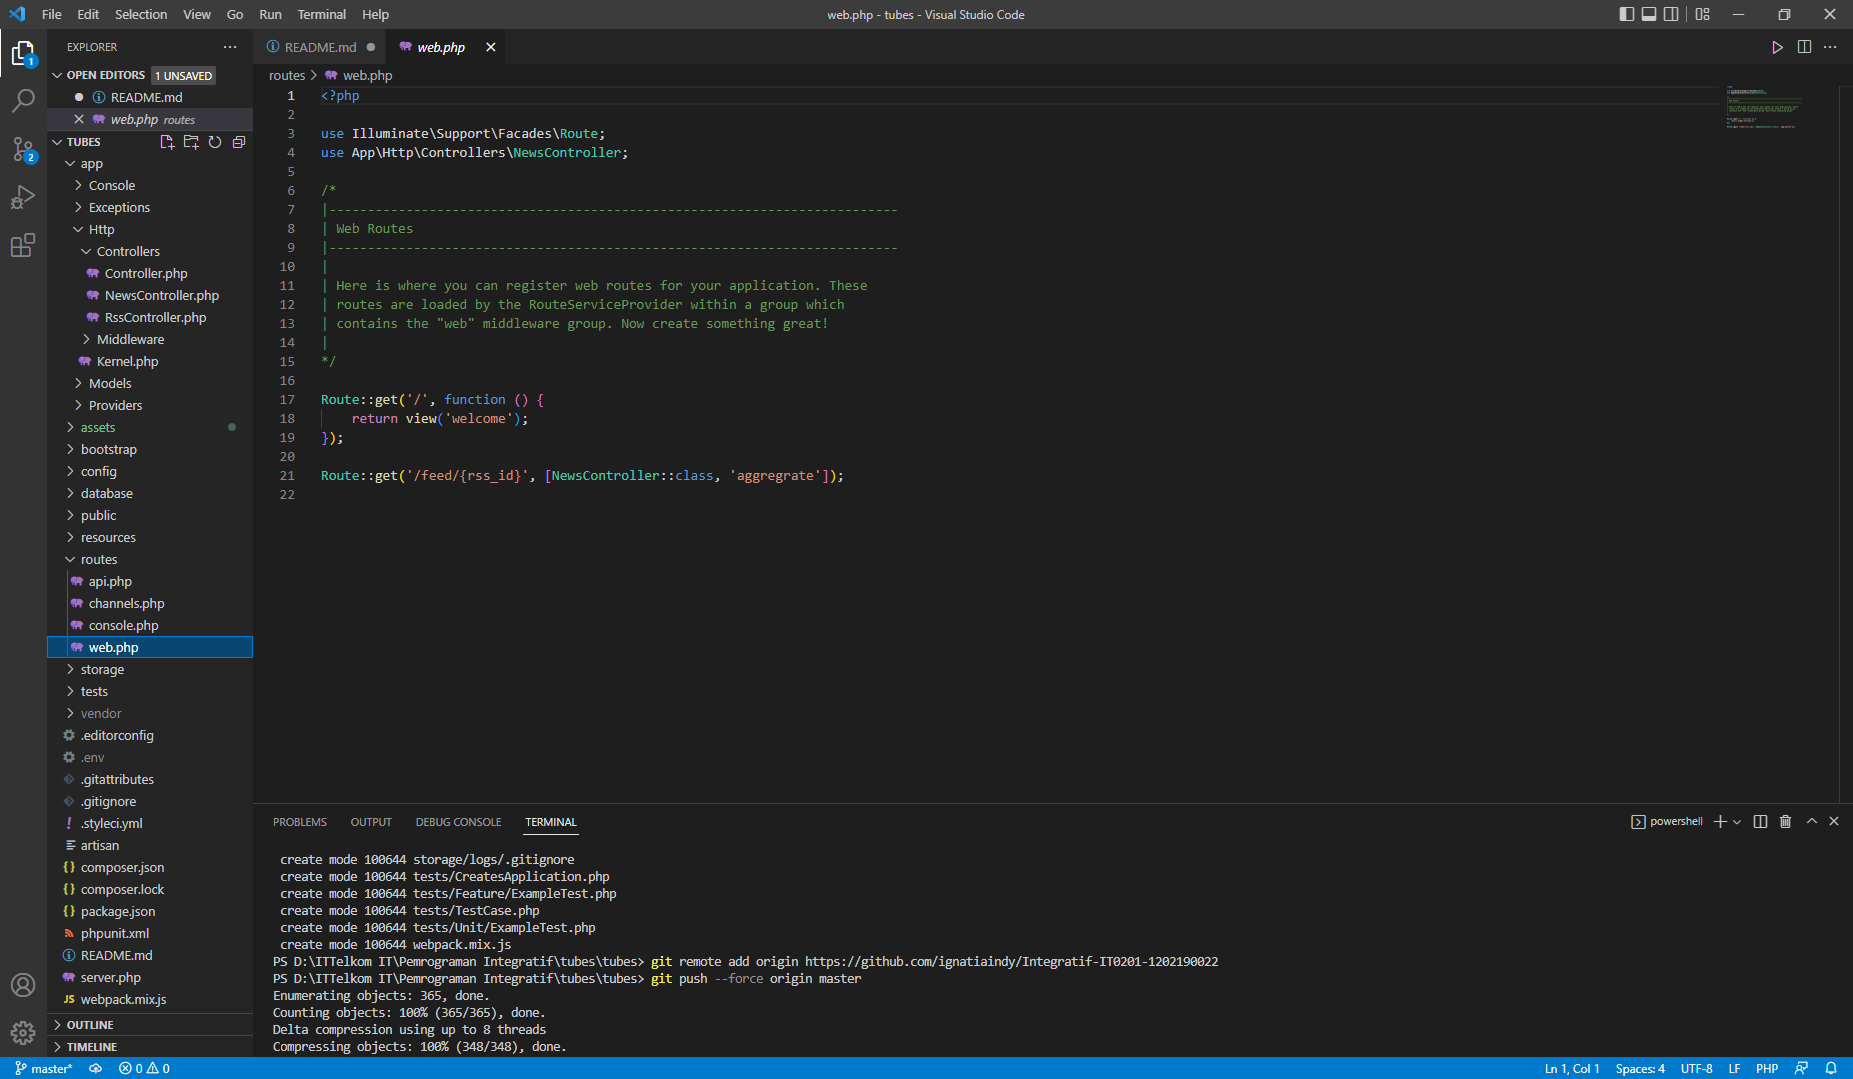 File Edit Selection View Go Run Terminal Help
web.php - tubes - Visual Studio Code
EXPLORER
OPEN EDITORS 1 UNSAVED
README.md
web.php routes
TUBES
app
Console
Exceptions
Http
Controllers
Controller.php
NewsController.php
RssController.php
Middleware
Kernel.php
Models
Providers
assets
bootstrap
config
database
public
resources
routes
api.php
channels.php
console.php
web.php
storage
tests
vendor
.editorconfig
.env
.gitattributes
.gitignore
.styleci.yml
artisan
composer.json
composer.lock
package.json
phpunit.xml
README.md
server.php
JS webpack.mix.js
OUTLINE
TIMELINE
1
2
README.md
web.php
routes > web.php
1 <?php
2
3 use Illuminate\Support\Facades\Route;
4 use App\Http\Controllers\NewsController;
5
6 /*
7 |--------------------------------------------------------------------------
8 | Web Routes
9 |--------------------------------------------------------------------------
10 |
11 | Here is where you can register web routes for your application. These
12 | routes are loaded by the RouteServiceProvider within a group which
13 | contains the "web" middleware group. Now create something great!
14 |
15 */
16
17 Route::get('/', function () {
18 return view('welcome');
19 });
20
21 Route::get('/feed/{rss_id}', [NewsController::class, 'aggregrate']);
22
PROBLEMS OUTPUT DEBUG CONSOLE TERMINAL
powershell
create mode 100644 storage/logs/.gitignore
create mode 100644 tests/CreatesApplication.php
create mode 100644 tests/Feature/ExampleTest.php
create mode 100644 tests/TestCase.php
create mode 100644 tests/Unit/ExampleTest.php
create mode 100644 webpack.mix.js
PS D:\ITTelkom IT\Pemrograman Integratif\tubes\tubes> git remote add origin https://github.com/ignatiaindy/Integratif-IT0201-1202190022
PS D:\ITTelkom IT\Pemrograman Integratif\tubes\tubes> git push --force origin master
Enumerating objects: 365, done.
Counting objects: 100% (365/365), done.
Delta compression using up to 8 threads
Compressing objects: 100% (348/348), done.
master* 0 0
Ln 1, Col 1 Spaces: 4 UTF-8 LF PHP